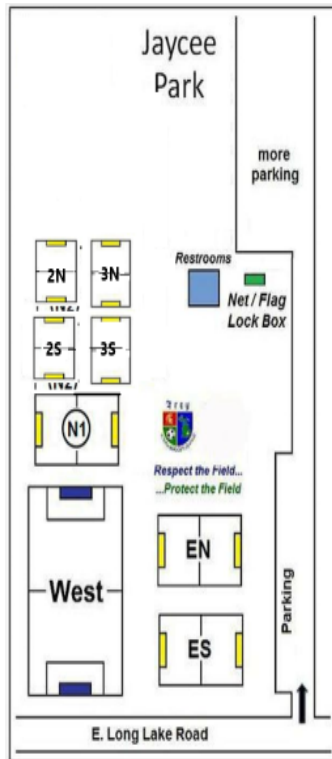 Jaycee
Park
more
parking
Restrooms
2N
3N
Net / Flag
Lock Box
2S
3S
N1
Respect the Field...
...Protect the Field
EN
West
Parking
ES
E. Long Lake Road